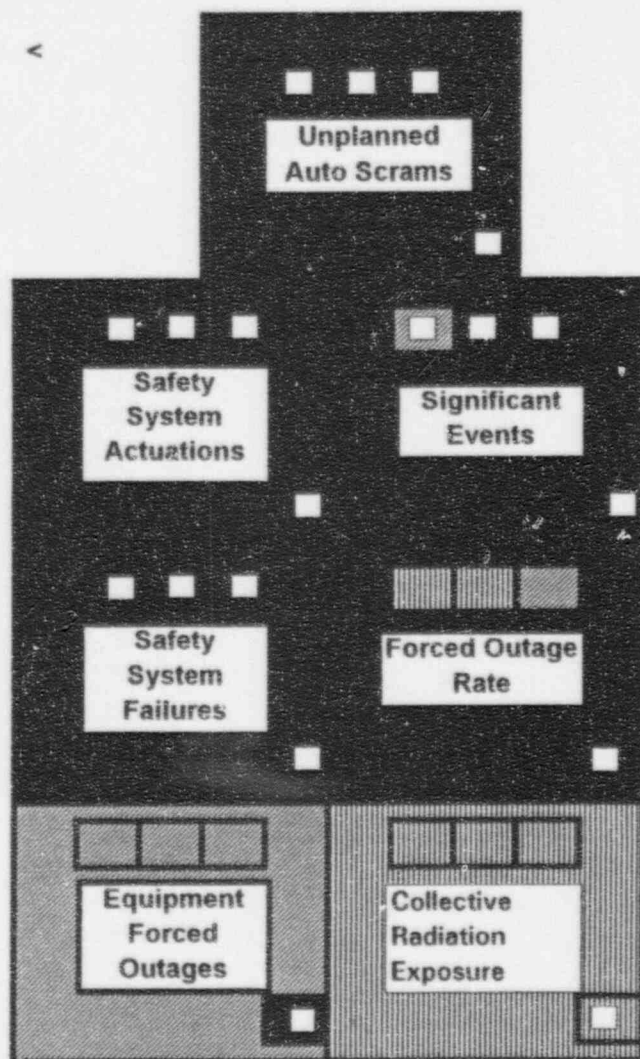 <
Unplanned
Auto Scrams
Safety
System
Actuations
Significant
Events
Safety
System
Failures
Forced Outage
Rate
Equipment
Forced
Outages
Collective
Radiation
Exposure